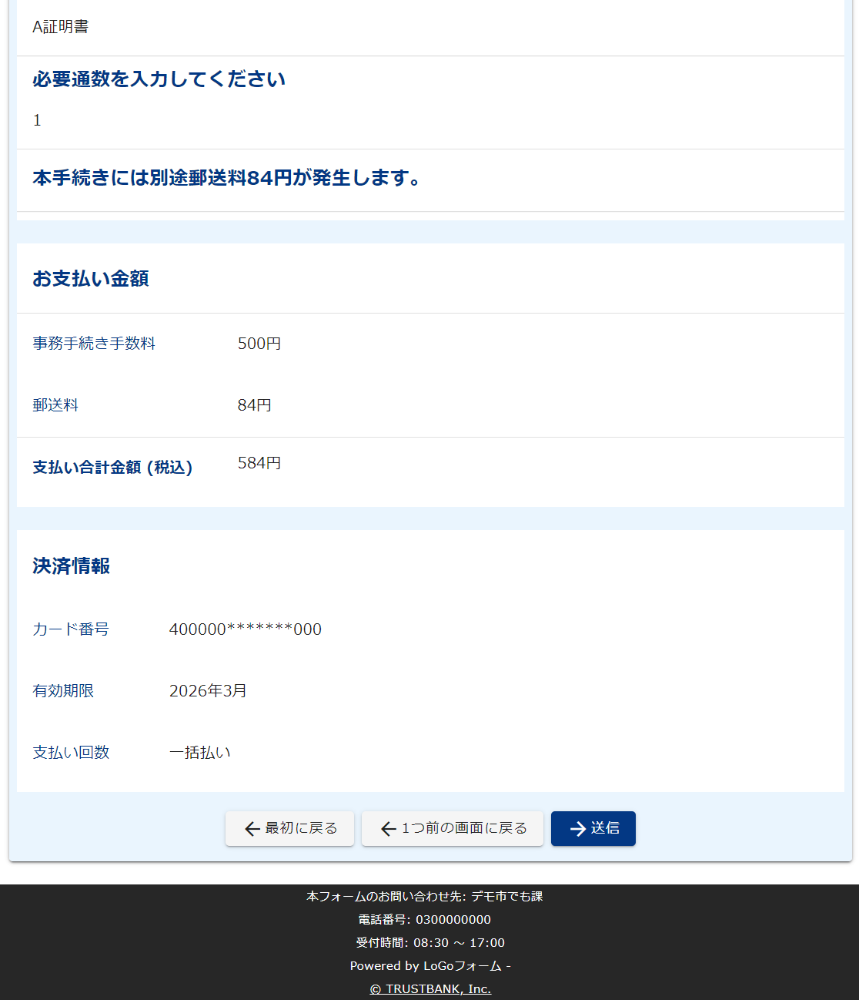 A証明書
必要通数を入力してください
1
本手続きには別途郵送料84円が発生します。
お支払い金額
事務手続き手数料 500円
郵送料 84円
支払い合計金額 (税込) 584円
決済情報
カード番号 400000*******000
有効期限 2026年3月
支払い回数 一括払い
最初に戻る 1つ前の画面に戻る 送信
本フォームのお問い合わせ先: デモ市でも課
電話番号: 0300000000
受付時間: 08:30 ～ 17:00
Powered by LoGoフォーム -
© TRUSTBANK, Inc.